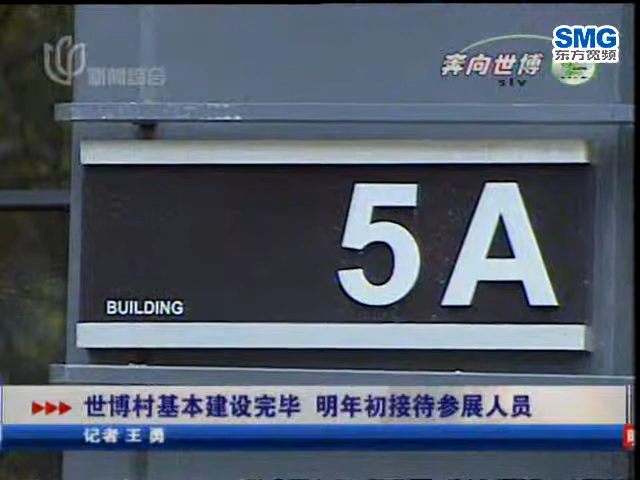 SMG
东方宽频
新闻综合
奔向世博
stv
5A
BUILDING
世博村基本建设完毕 明年初接待参展人员
记者 王 勇